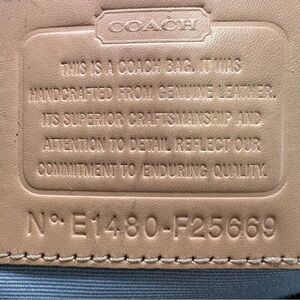 COACH
THIS IS A COACH BAG. IT WAS
HANDCRAFTED FROM GENUINE LEATHER.
ITS SUPERIOR CRAFTSMANSHIP AND
ATTENTION TO DETAIL REFLECT OUR
COMMITMENT TO ENDURING QUALITY.
Nº E1480-F25669